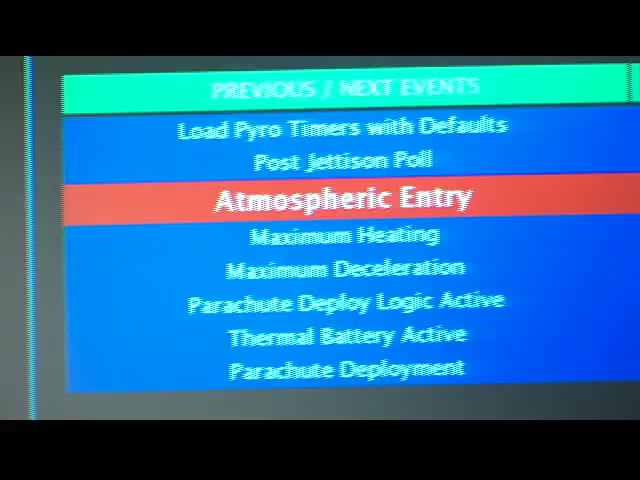 PREVIOUS / NEXT EVENTS
Load Pyro Timers with Defaults
Post Jettison Poll
Atmospheric Entry
Maximum Heating
Maximum Deceleration
Parachute Deploy Logic Active
Thermal Battery Active
Parachute Deployment